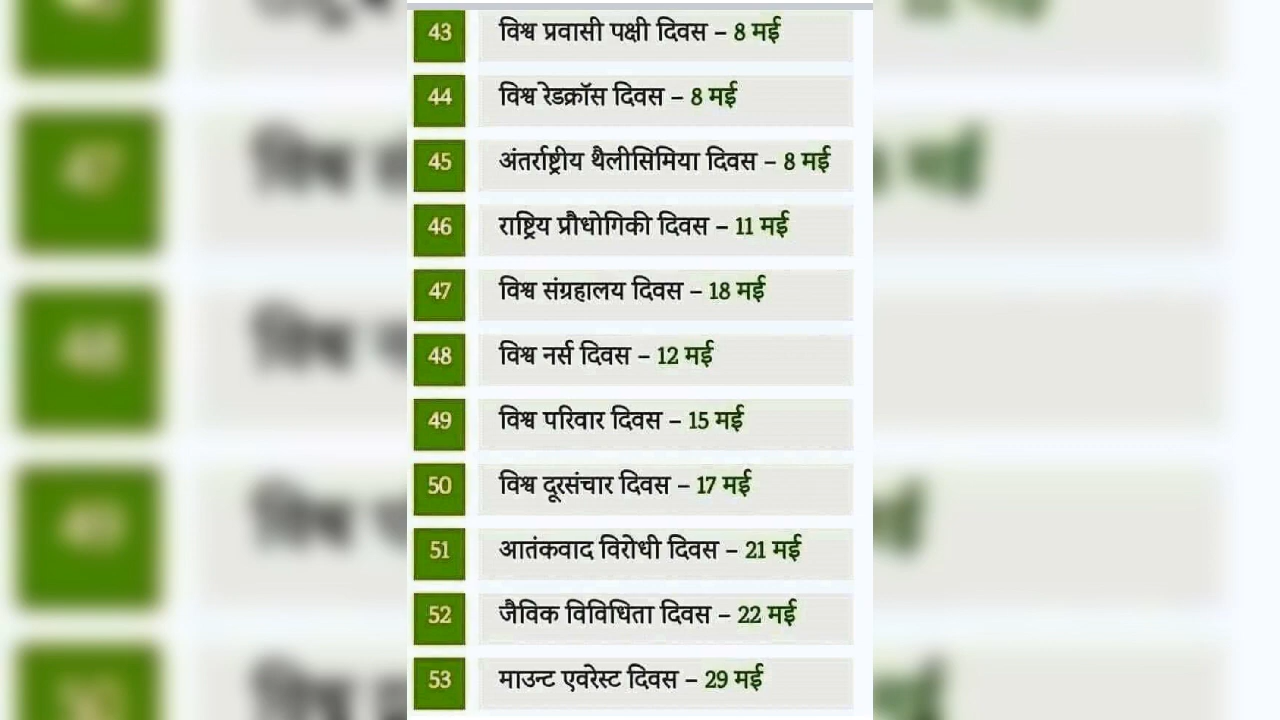 43 विश्व प्रवासी पक्षी दिवस – 8 मई
44 विश्व रेडक्रॉस दिवस – 8 मई
45 अंतर्राष्ट्रीय थैलीसिमिया दिवस – 8 मई
46 राष्ट्रिय प्रौधोगिकी दिवस – 11 मई
47 विश्व संग्रहालय दिवस – 18 मई
48 विश्व नर्स दिवस – 12 मई
49 विश्व परिवार दिवस – 15 मई
50 विश्व दूरसंचार दिवस – 17 मई
51 आतंकवाद विरोधी दिवस – 21 मई
52 जैविक विविधिता दिवस – 22 मई
53 माउन्ट एवरेस्ट दिवस – 29 मई